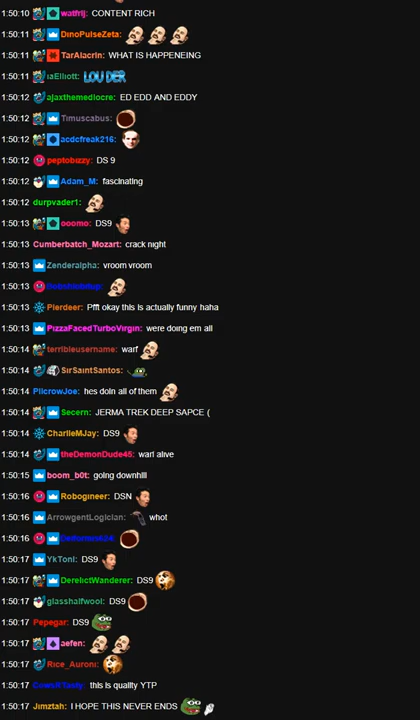 1:50:10 watfrij: CONTENT RICH
1:50:11 DinoPulseZeta:
1:50:11 TarAlacrin: WHAT IS HAPPENEING
1:50:11 iaElliott: LOUDER
1:50:12 ajaxthemediocre: ED EDD AND EDDY
1:50:12 Timuscabus:
1:50:12 acdcfreak216:
1:50:12 peptobizzy: DS 9
1:50:12 Adam_M: fascinating
1:50:12 durpvader1:
1:50:13 ooomo: DS9
1:50:13 Cumberbatch_Mozart: crack night
1:50:13 Zenderalpha: vroom vroom
1:50:13
1:50:13 Pierdeer: Pfft okay this is actually funny haha
1:50:13 PizzaFacedTurboVirgin: were doing em all
1:50:14 terribleusername: warf
1:50:14 SirSaintSantos:
1:50:14 PilcrowJoe: hes doin all of them
1:50:14 Secern: JERMA TREK DEEP SAPCE (
1:50:14 CharlieMJay: DS9
1:50:14 theDemonDude45: warl alive
1:50:15 boom_b0t: going downhill
1:50:16 Robogineer: DSN
1:50:16 ArrowgentLogician: whot
1:50:16
1:50:17 YkToni: DS9
1:50:17 DerelictWanderer: DS9
1:50:17 glasshalfwool: DS9
1:50:17 Pepegar: DS9
1:50:17 aefen:
1:50:17 Rice_Auroni:
1:50:17 this is quality YTP
1:50:17 Jimztah: I HOPE THIS NEVER ENDS